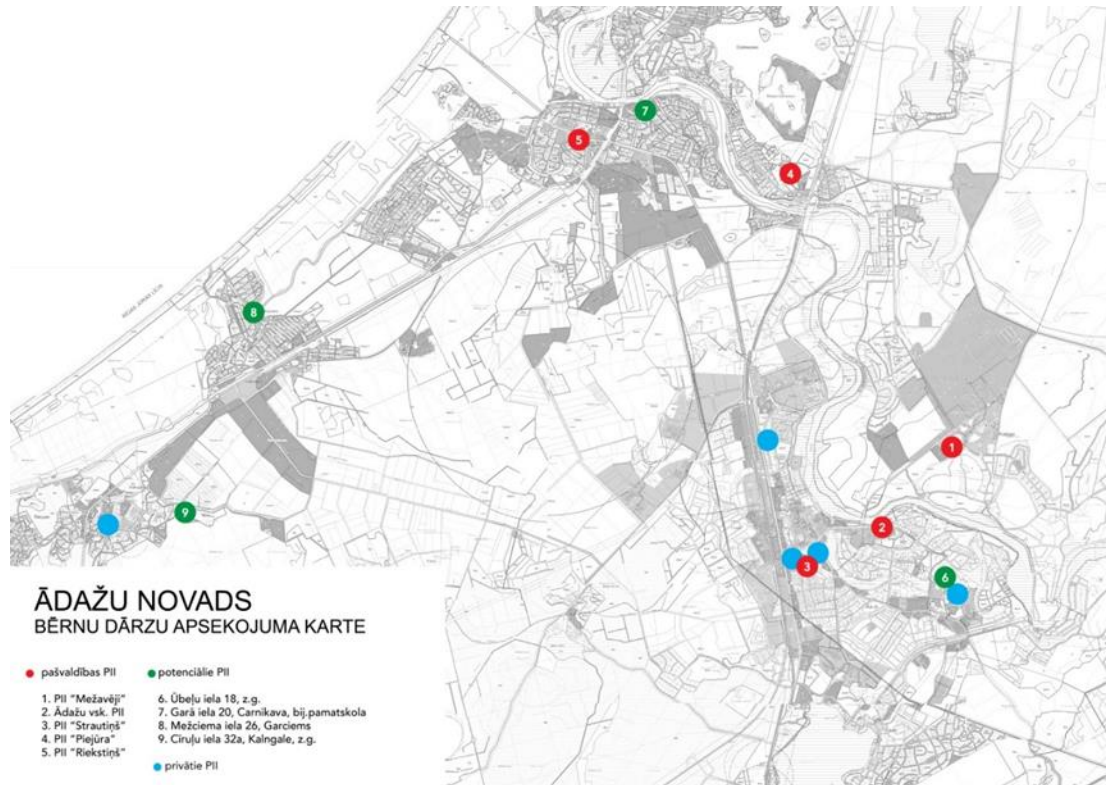 RĪGAS JŪRAS LĪCIS
7
5
4
8
1
9
2
3
6
ĀDAŽU NOVADS
BĒRNU DĀRZU APSEKOJUMA KARTE
pašvaldības PII
1. PII "Mežavēji"
2. Ādažu vsk. PII
3. PII "Strautiņš"
4. PII "Piejūra"
5. PII "Riekstiņš"
potenciālie PII
6. Ūbeļu iela 18, z.g.
7. Garā iela 20, Carnikava, bij.pamatskola
8. Mežciema iela 26, Garciems
9. Cīruļu iela 32a, Kalngale, z.g.
privātie PII